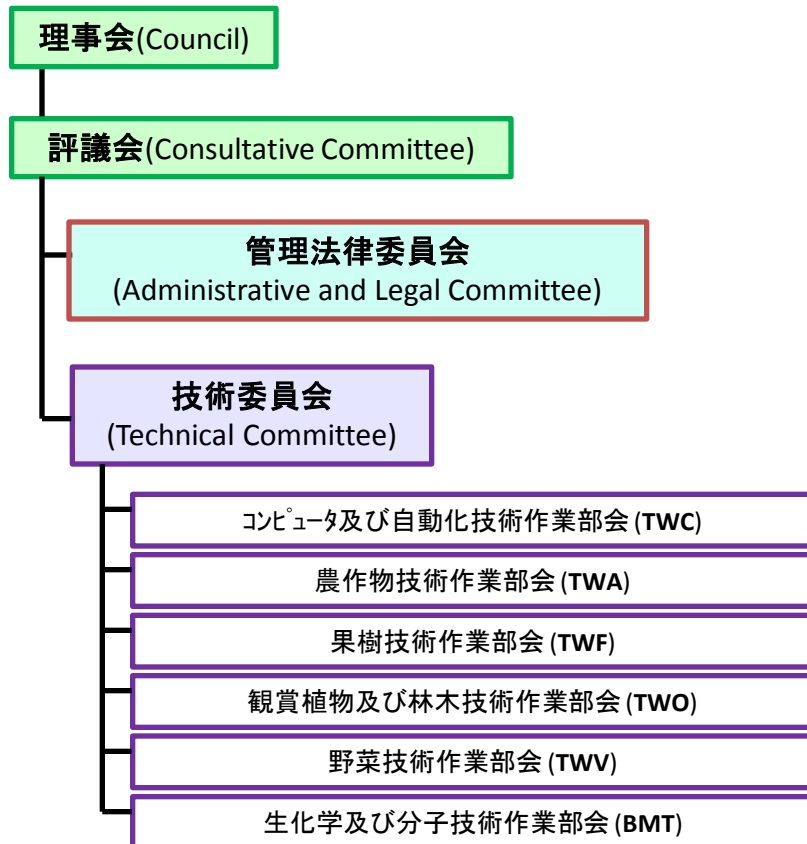 理事会(Council)
評議会(Consultative Committee)
管理法律委員会
(Administrative and Legal Committee)
技術委員会
(Technical Committee)
ｺﾝﾋﾟｭｰﾀ及び自動化技術作業部会 (TWC)
農作物技術作業部会 (TWA)
果樹技術作業部会 (TWF)
観賞植物及び林木技術作業部会 (TWO)
野菜技術作業部会 (TWV)
生化学及び分子技術作業部会 (BMT)